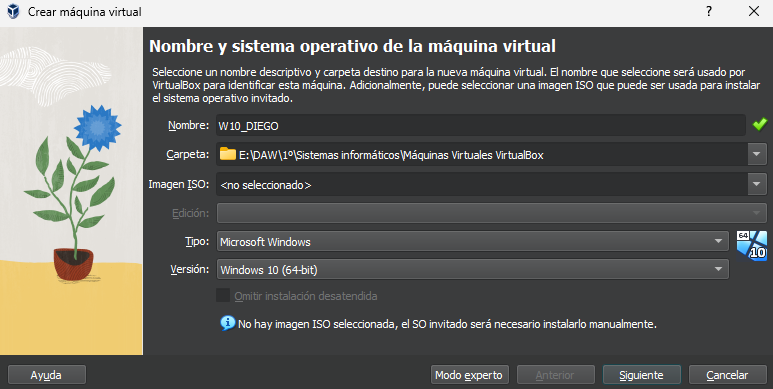 Crear máquina virtual
Nombre y sistema operativo de la máquina virtual
Seleccione un nombre descriptivo y carpeta destino para la nueva máquina virtual. El nombre que seleccione será usado por
VirtualBox para identificar esta máquina. Adicionalmente, puede seleccionar una imagen ISO que puede ser usada para instalar
el sistema operativo invitado.
Nombre: W10_DIEGO
Carpeta: E:\DAW\1º\Sistemas informáticos\Máquinas Virtuales VirtualBox
Imagen ISO: <no seleccionado>
Edición:
Tipo: Microsoft Windows
64
10
Versión: Windows 10 (64-bit)
Omitir instalación desatendida
No hay imagen ISO seleccionada, el SO invitado será necesario instalarlo manualmente.
Ayuda
Modo experto
Anterior
Siguiente
Cancelar